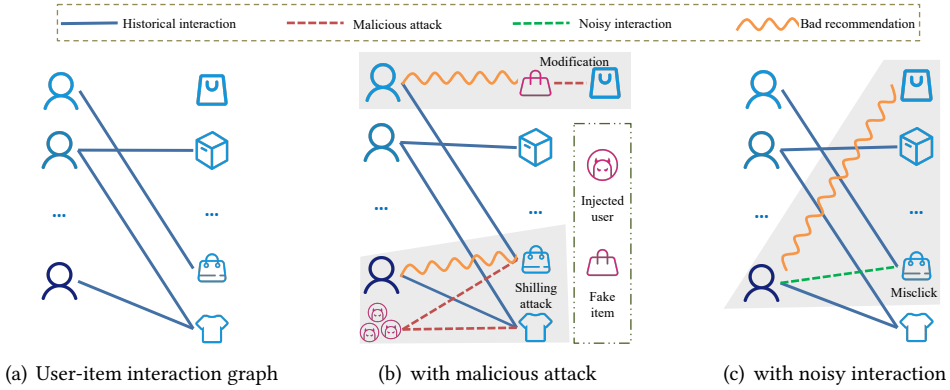 Historical interaction
Malicious attack
Noisy interaction
Bad recommendation
...
...
(a) User-item interaction graph
Modification
...
...
Shilling
attack
Injected
user
Fake
item
(b) with malicious attack
...
...
Misclick
(c) with noisy interaction